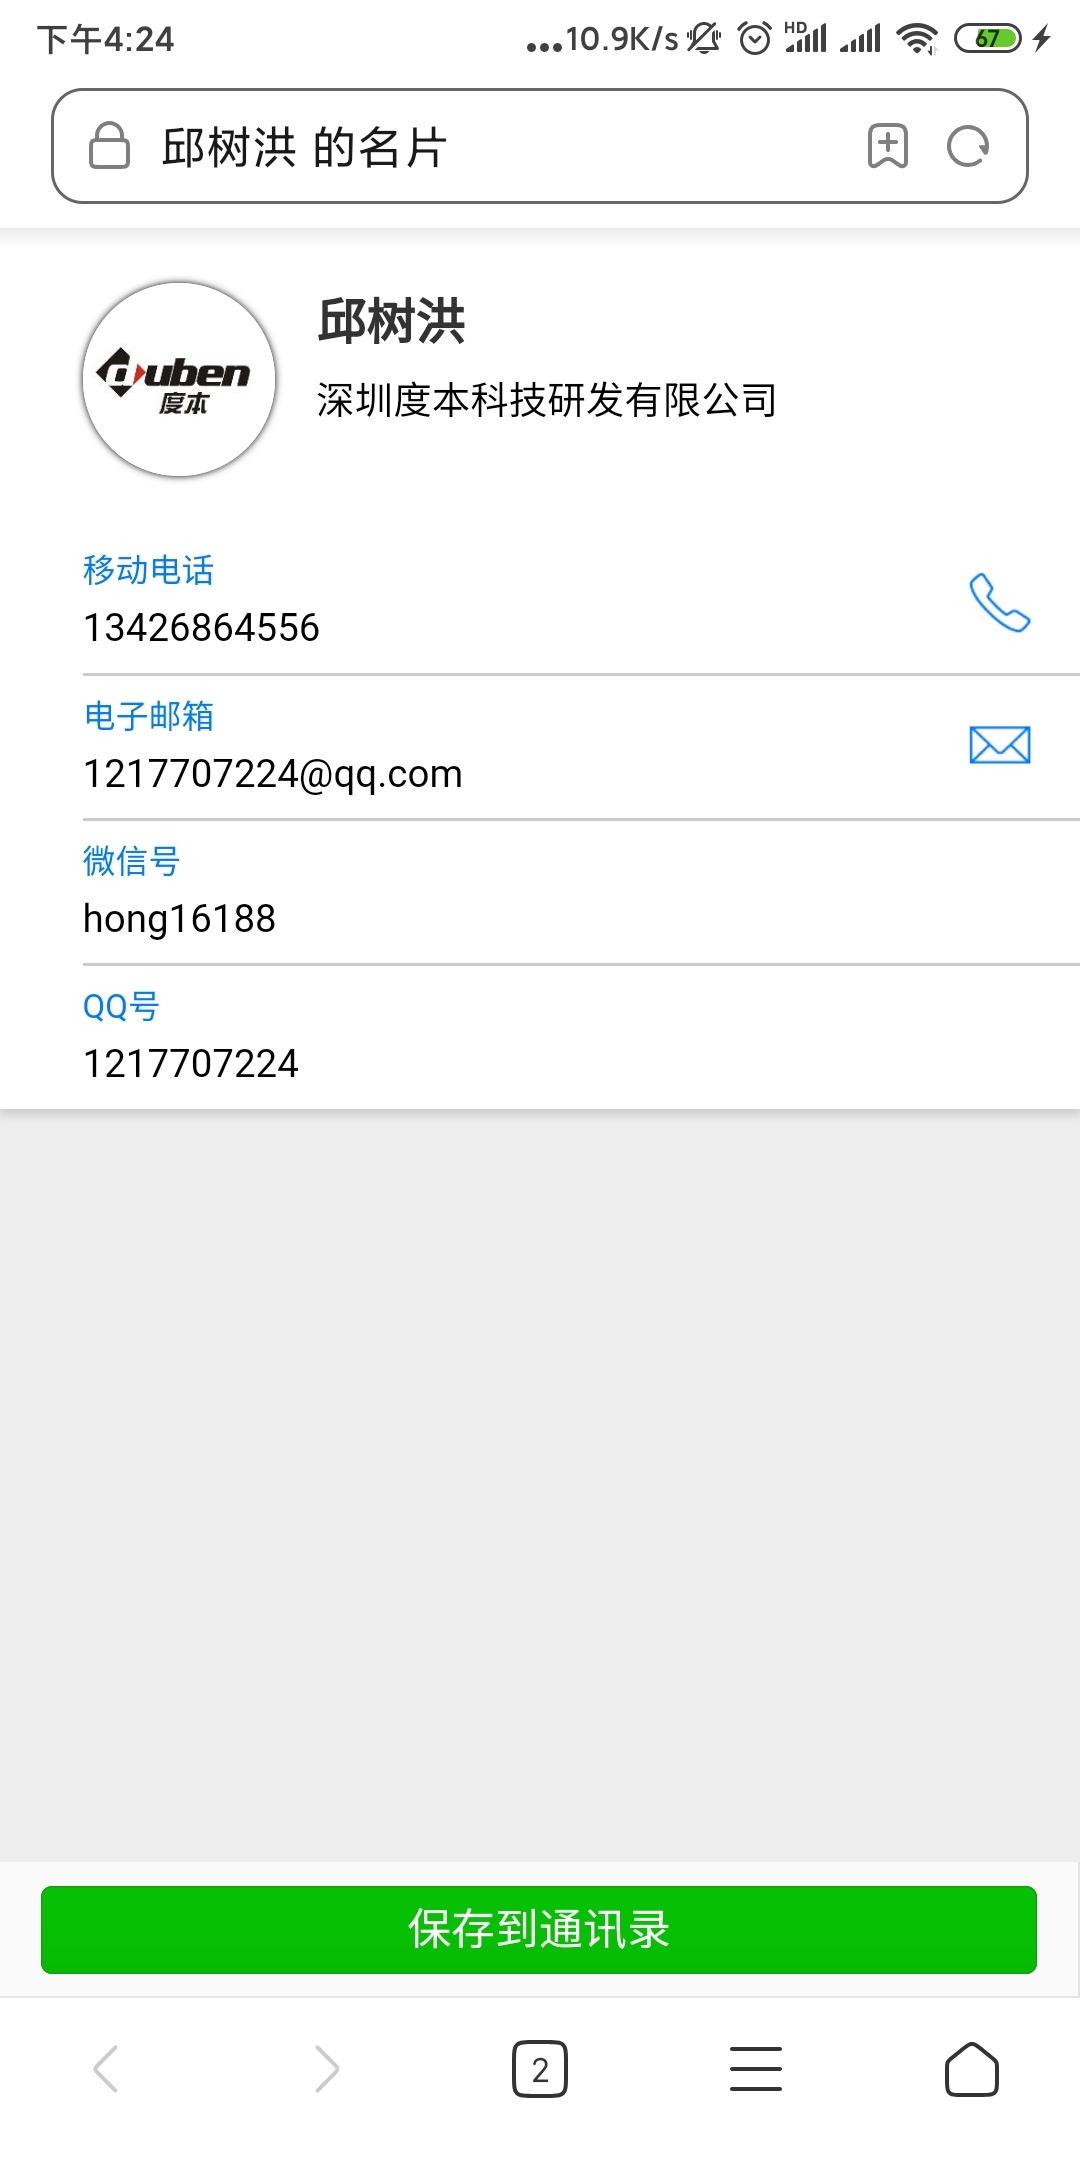 下午4:24
...10.9K/s HD 67
邱树洪 的名片
duben
度本
邱树洪
深圳度本科技研发有限公司
移动电话
13426864556
电子邮箱
1217707224@qq.com
微信号
hong16188
QQ号
1217707224
保存到通讯录
2